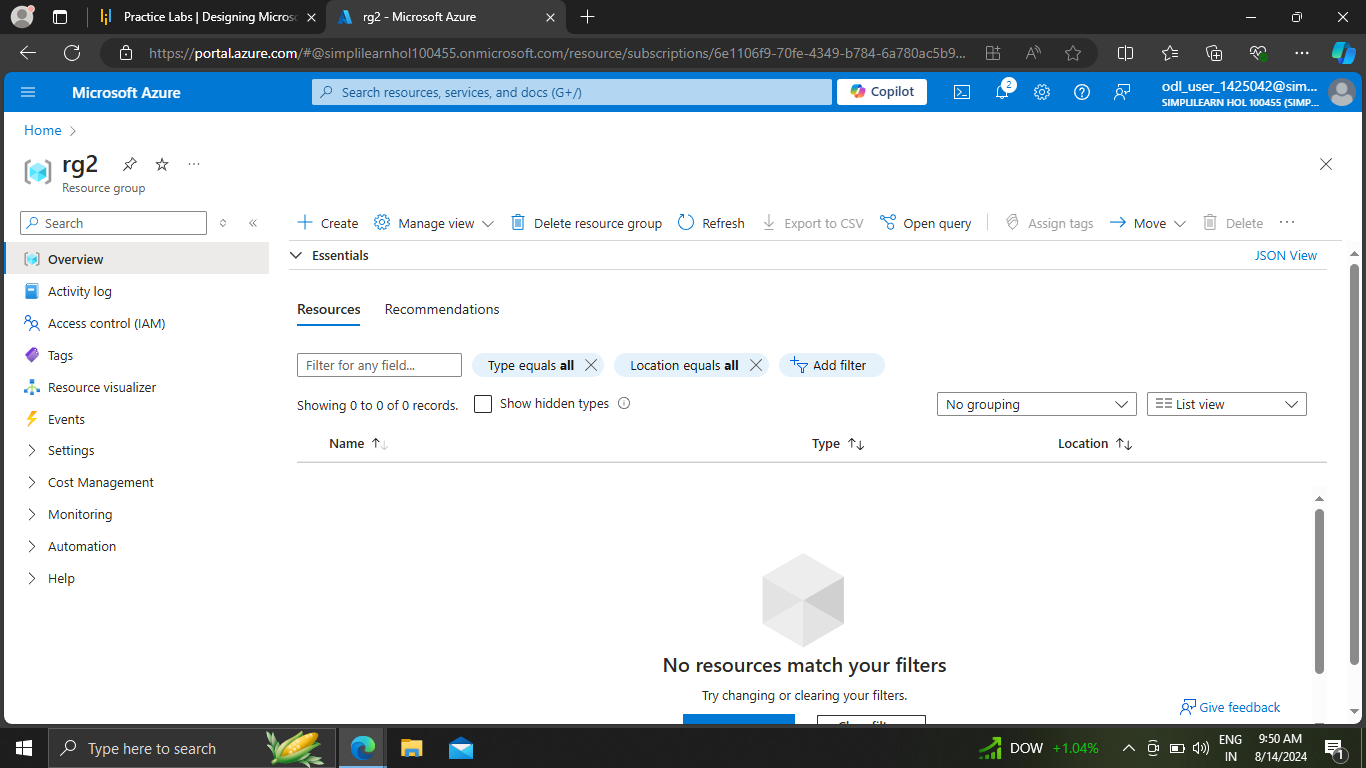 Practice Labs | Designing Microsc
rg2 - Microsoft Azure
https://portal.azure.com/#@simplilearnhol100455.onmicrosoft.com/resource/subscriptions/6e1106f9-70fe-4349-b784-6a780ac5b9...
Microsoft Azure
Search resources, services, and docs (G+/)
Copilot
2
odl_user_1425042@sim...
SIMPLILEARN HOL 100455 (SIMP...
Home
rg2
Resource group
Search
Create
Manage view
Delete resource group
Refresh
Export to CSV
Open query
Assign tags
Move
Delete
Overview
Activity log
Access control (IAM)
Tags
Resource visualizer
Events
Settings
Cost Management
Monitoring
Automation
Help
Essentials
JSON View
Resources
Recommendations
Filter for any field...
Type equals all
Location equals all
Add filter
Showing 0 to 0 of 0 records.
Show hidden types
No grouping
List view
Name
Type
Location
No resources match your filters
Try changing or clearing your filters.
Give feedback
Type here to search
DOW +1.04%
ENG
IN
9:50 AM
8/14/2024
1